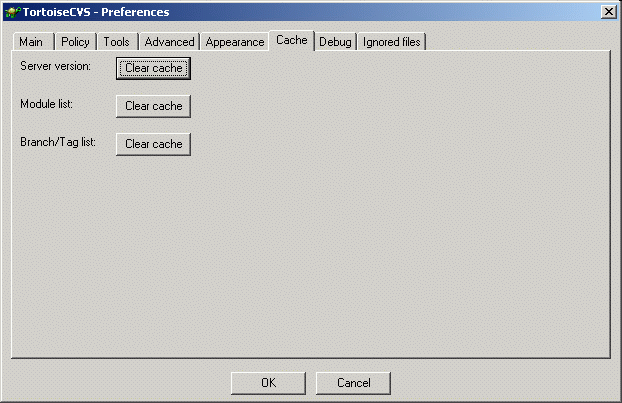 TortoiseCVS - Preferences
Main Policy Tools Advanced Appearance Cache Debug Ignored files
Server version: Clear cache
Module list: Clear cache
Branch/Tag list: Clear cache
OK Cancel